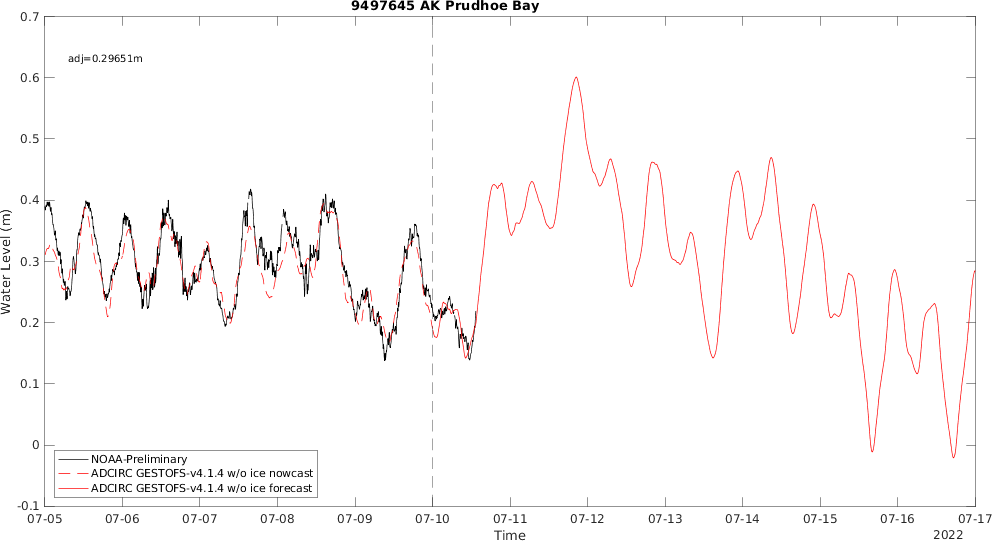 9497645 AK Prudhoe Bay
adj=0.29651m
0.7
0.6
0.5
0.4
0.3
0.2
0.1
0
-0.1
Water Level (m)
NOAA-Preliminary
ADCIRC GESTOFS-v4.1.4 w/o ice nowcast
ADCIRC GESTOFS-v4.1.4 w/o ice forecast
07-05 07-06 07-07 07-08 07-09 07-10 07-11 07-12 07-13 07-14 07-15 07-16 07-17
Time
2022